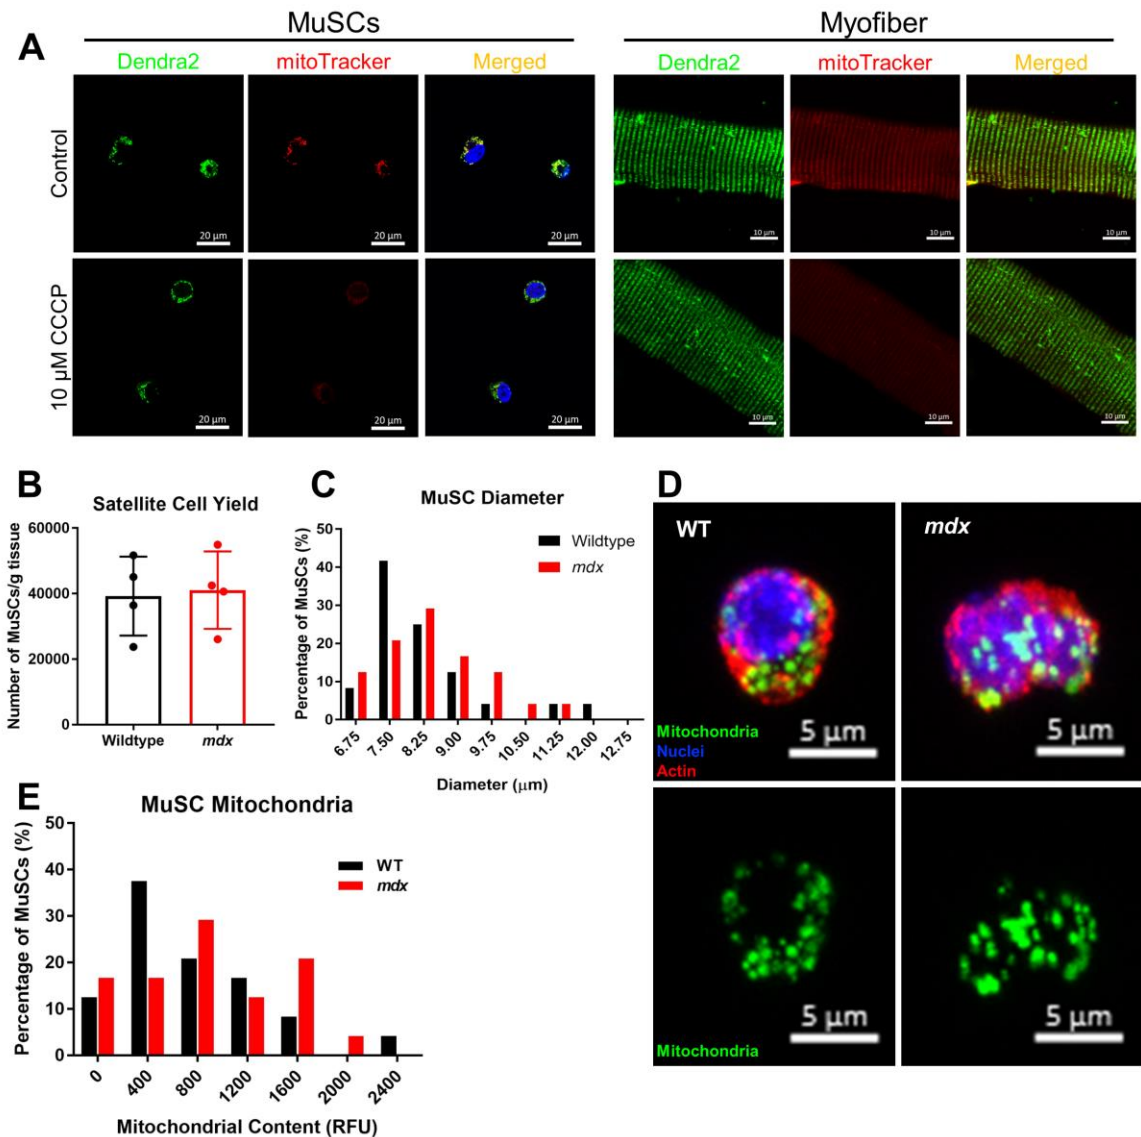 MuSCs
Myofiber
A
Dendra2
mitoTracker
Merged
Dendra2
mitoTracker
Merged
Control
20 µm
20 µm
20 µm
10 µm
10 µm
10 µm
10 µM CCCP
20 µm
20 µm
20 µm
10 µm
10 µm
10 µm
B
Satellite Cell Yield
Number of MuSCs/g tissue
60000
40000
20000
0
Wildtype
mdx
C
MuSC Diameter
Percentage of MuSCs (%)
50
40
30
20
10
0
Wildtype
mdx
6.75
7.50
8.25
9.00
9.75
10.50
11.25
12.00
12.75
Diameter (µm)
D
WT
mdx
Mitochondria
Nuclei
Actin
5 µm
5 µm
Mitochondria
5 µm
5 µm
E
MuSC Mitochondria
Percentage of MuSCs (%)
50
40
30
20
10
0
WT
mdx
0
400
800
1200
1600
2000
2400
Mitochondrial Content (RFU)